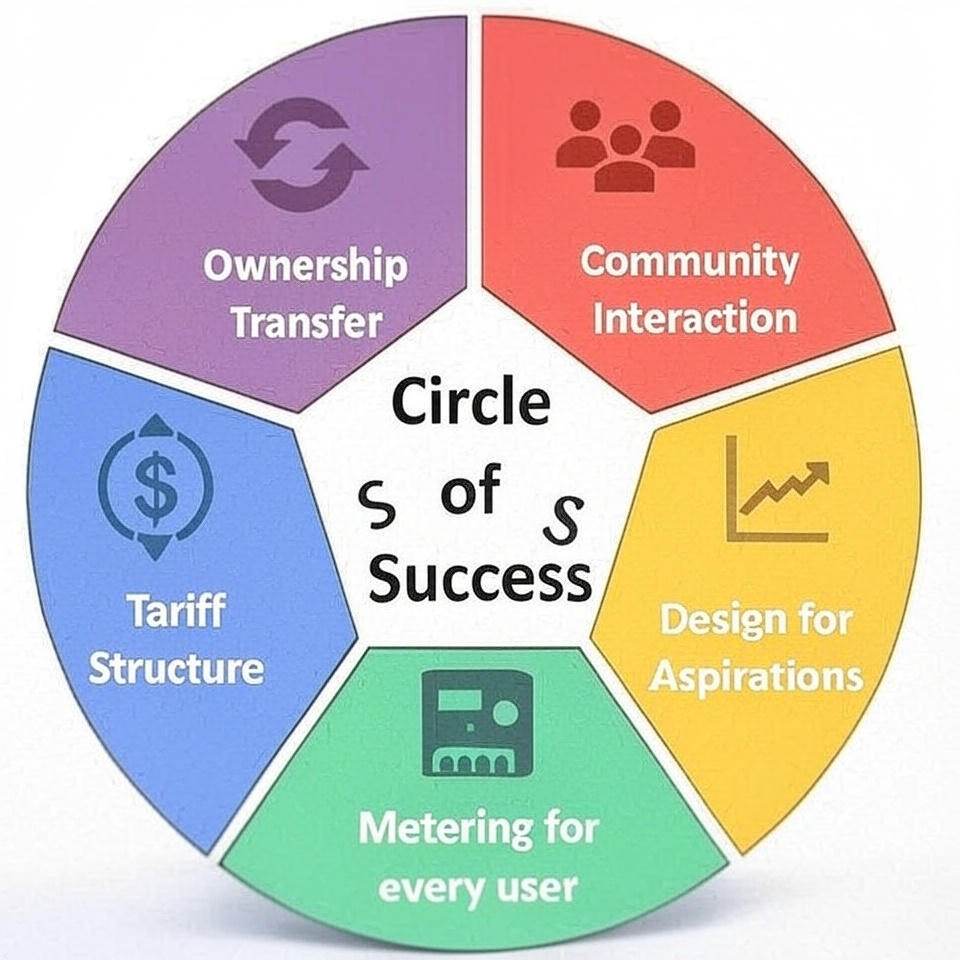 Ownership
Transfer
Community
Interaction
Circle
S of S
Success
$
Tariff
Structure
Design for
Aspirations
Metering for
every user